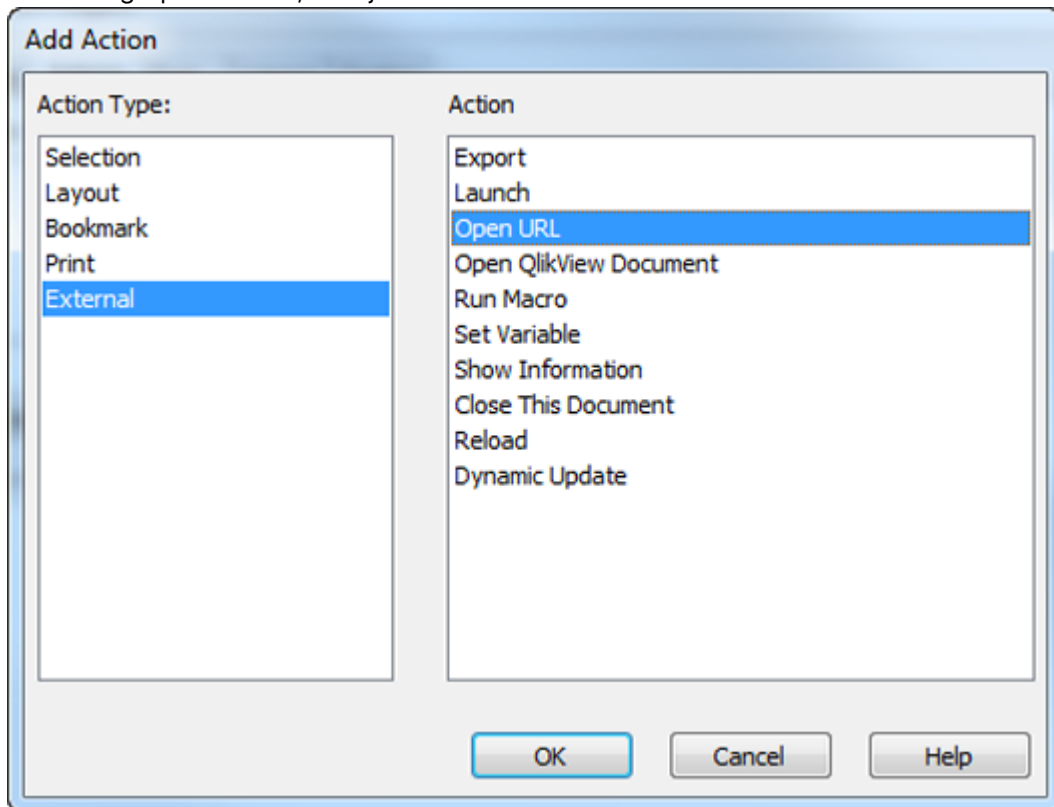 Add Action
Action Type:
Selection
Layout
Bookmark
Print
External
Action
Export
Launch
Open URL
Open QlikView Document
Run Macro
Set Variable
Show Information
Close This Document
Reload
Dynamic Update
OK
Cancel
Help